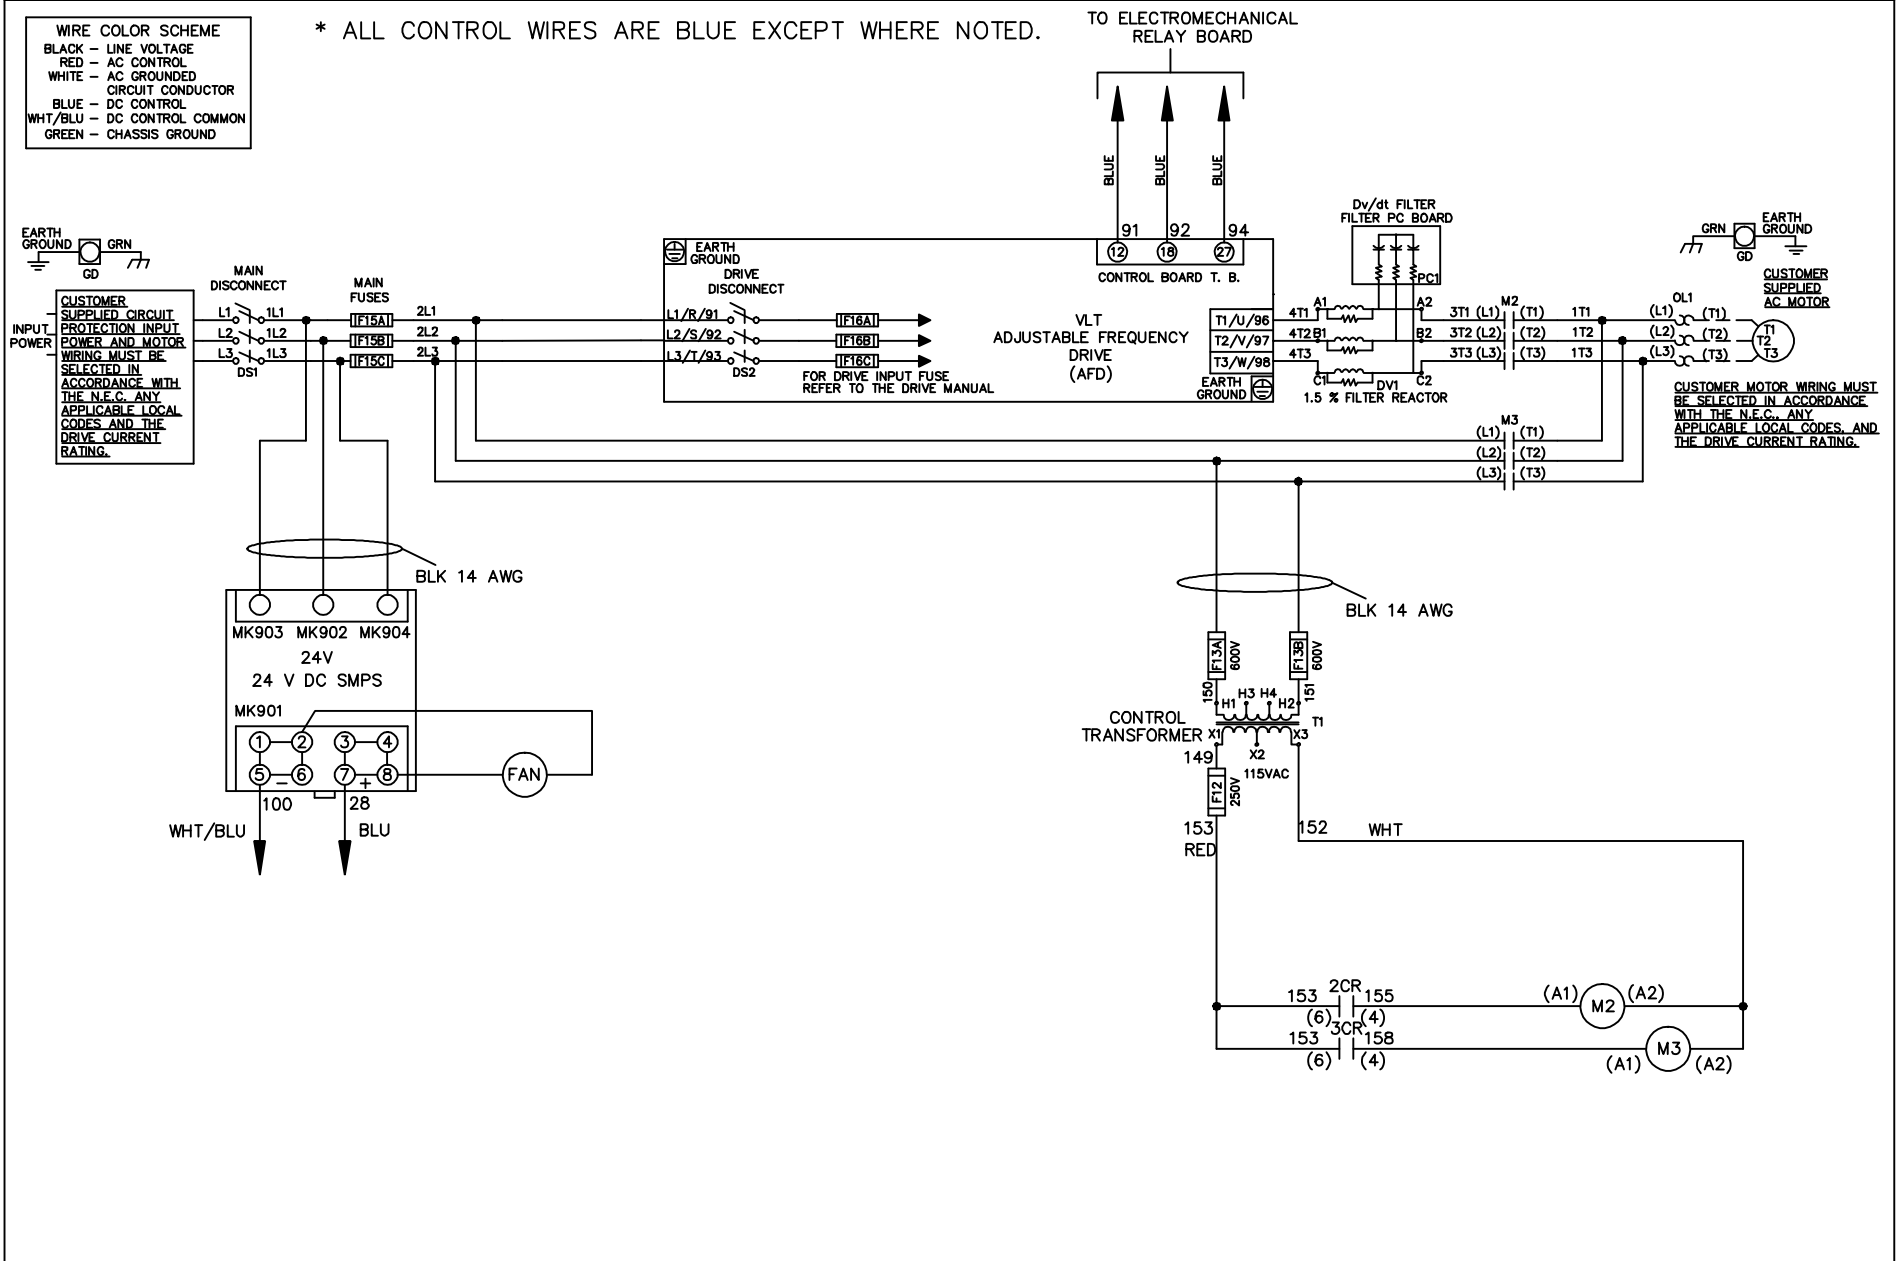 WIRE COLOR SCHEME
BLACK – LINE VOLTAGE
RED – AC CONTROL
WHITE – AC GROUNDED
CIRCUIT CONDUCTOR
BLUE – DC CONTROL
WHT/BLU – DC CONTROL COMMON
GREEN – CHASSIS GROUND
* ALL CONTROL WIRES ARE BLUE EXCEPT WHERE NOTED.
TO ELECTROMECHANICAL
RELAY BOARD
BLUE
BLUE
BLUE
91 92 94
12 18 27
CONTROL BOARD T. B.
EARTH
GROUND
GRN
GD
INPUT
POWER
CUSTOMER
SUPPLIED CIRCUIT
PROTECTION INPUT
POWER AND MOTOR
WIRING MUST BE
SELECTED IN
ACCORDANCE WITH
THE N.E.C. ANY
APPLICABLE LOCAL
CODES AND THE
DRIVE CURRENT
RATING.
MAIN
DISCONNECT
L1 1L1
L2 1L2
L3 1L3
DS1
MAIN
FUSES
F15A
F15B
F15C
2L1
2L2
2L3
EARTH
GROUND
DRIVE
DISCONNECT
L1/R/91
L2/S/92
L3/T/93
DS2
F16A
F16B
F16C
FOR DRIVE INPUT FUSE
REFER TO THE DRIVE MANUAL
VLT
ADJUSTABLE FREQUENCY
DRIVE
(AFD)
T1/U/96
T2/V/97
T3/W/98
EARTH
GROUND
4T1
4T2
4T3
Dv/dt FILTER
FILTER PC BOARD
PC1
A1 A2
B1 B2
C1 C2
DV1
1.5 % FILTER REACTOR
M2
3T1 (L1) (T1) 1T1
3T2 (L2) (T2) 1T2
3T3 (L3) (T3) 1T3
OL1
(L1) (T1)
(L2) (T2)
(L3) (T3)
T1
T2
T3
GRN
GD
EARTH
GROUND
CUSTOMER
SUPPLIED
AC MOTOR
CUSTOMER MOTOR WIRING MUST
BE SELECTED IN ACCORDANCE
WITH THE N.E.C., ANY
APPLICABLE LOCAL CODES, AND
THE DRIVE CURRENT RATING.
M3
(L1) (T1)
(L2) (T2)
(L3) (T3)
BLK 14 AWG
MK903 MK902 MK904
24V
24 V DC SMPS
MK901
1 2 3 4
5 – 6 7 + 8
FAN
100 28
WHT/BLU BLU
BLK 14 AWG
F13A
600V
F13B
600V
150
151
H1 H3 H4 H2
T1
CONTROL
TRANSFORMER
X1 X2 X3
149
115VAC
F12
250V
153
RED
152 WHT
2CR
153 155
(6) (4)
(A1) M2 (A2)
3CR
153 158
(6) (4)
(A1) M3 (A2)